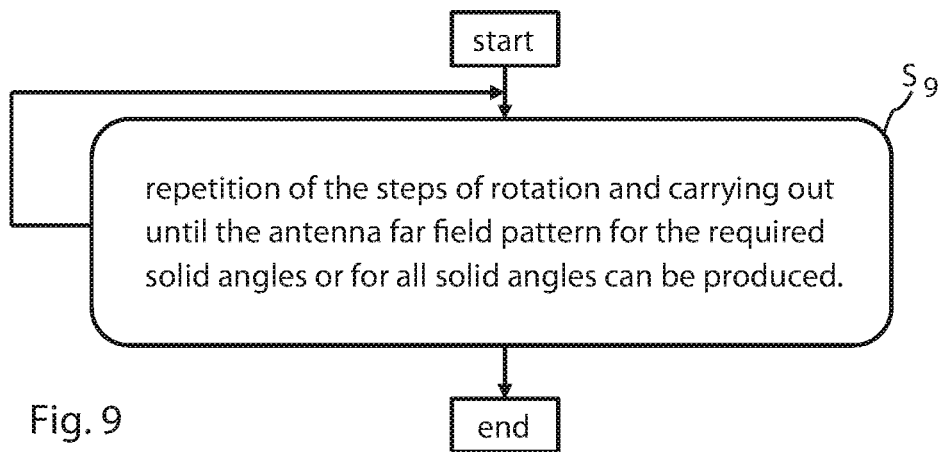 start
S9
repetition of the steps of rotation and carrying out
until the antenna far field pattern for the required
solid angles or for all solid angles can be produced.
Fig. 9
end